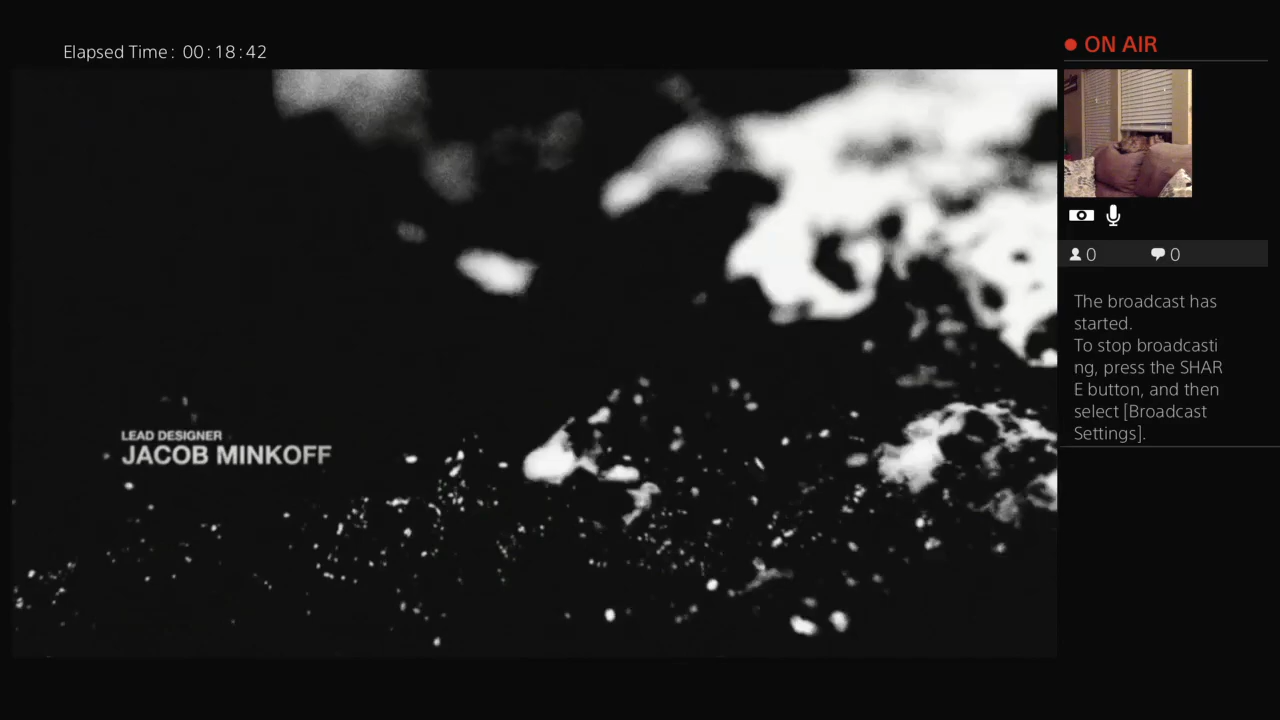 Elapsed Time: 00:18:42
ON AIR
0 0
The broadcast has
started.
To stop broadcasti
ng, press the SHAR
E button, and then
select [Broadcast
Settings].
LEAD DESIGNER
JACOB MINKOFF